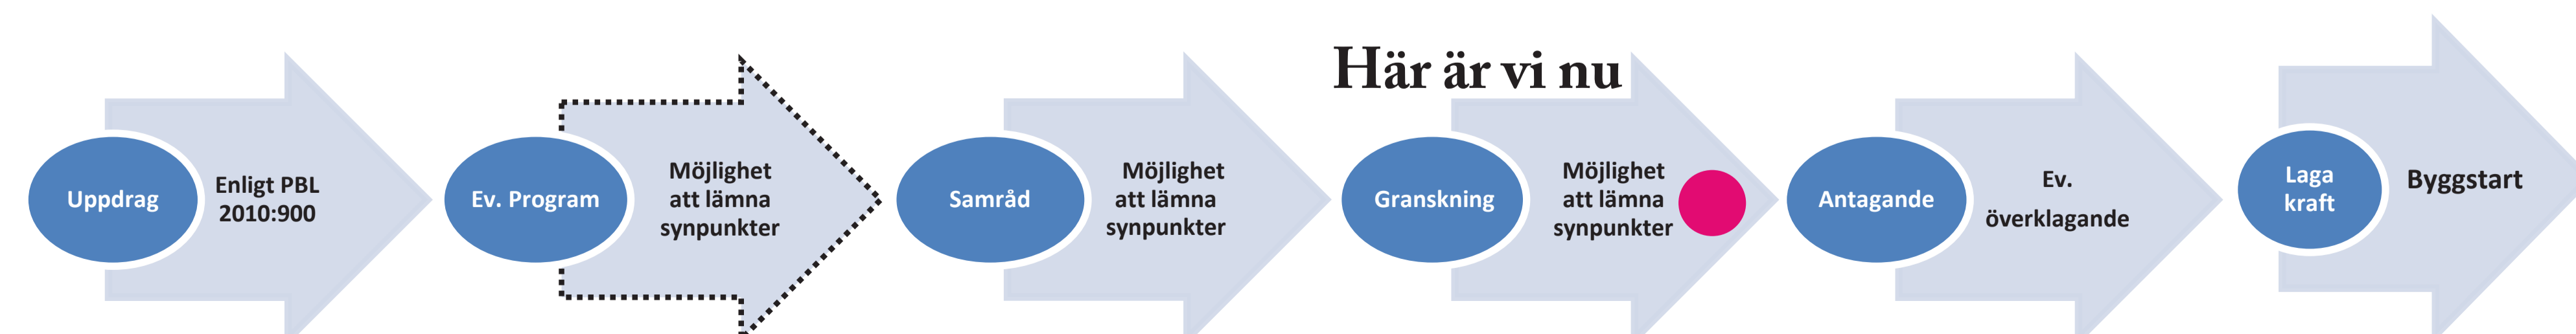 Här är vi nu
Uppdrag
Enligt PBL
2010:900
Ev. Program
Möjlighet
att lämna
synpunkter
Samråd
Möjlighet
att lämna
synpunkter
Granskning
Möjlighet
att lämna
synpunkter
Antagande
Ev.
överklagande
Laga
kraft
Byggstart